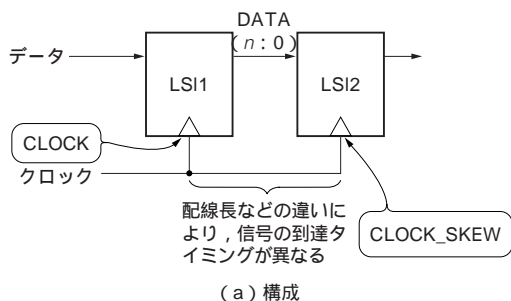 DATA
（n：0）
データ
LSI1
LSI2
CLOCK
クロック
配線長などの違いに
より，信号の到達タ
イミングが異なる
CLOCK_SKEW
（a）構成